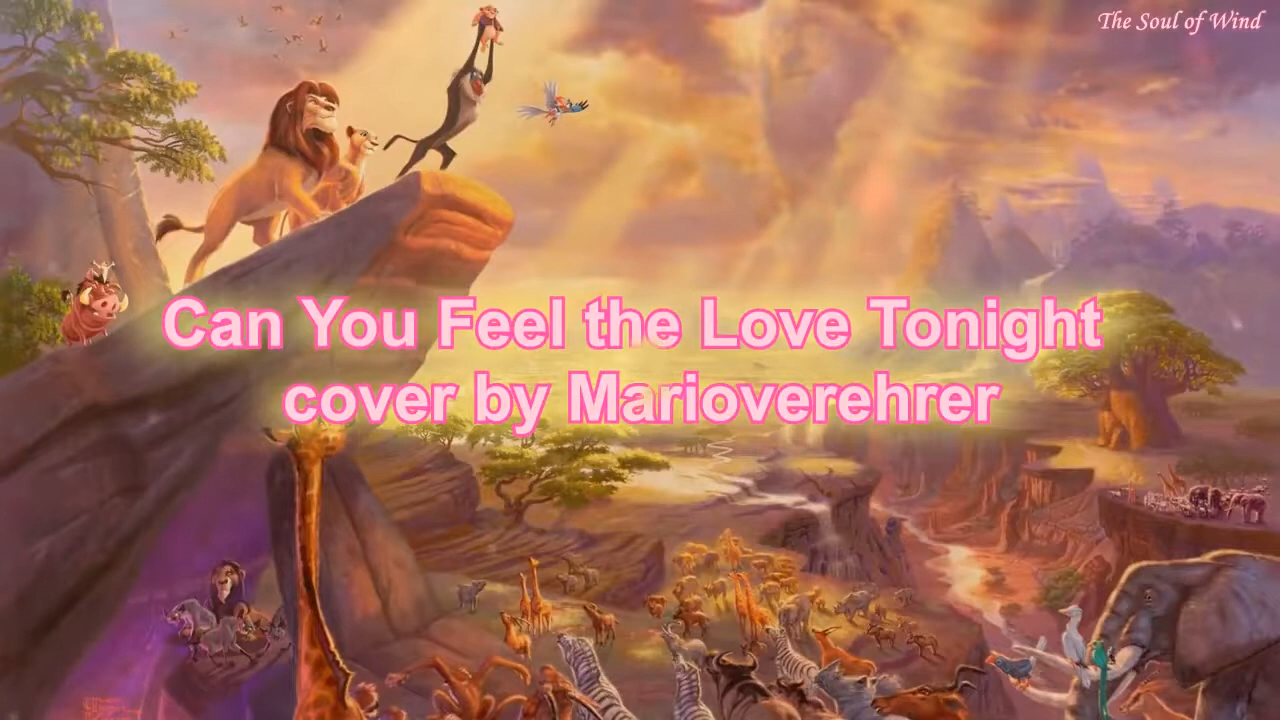 The Soul of Wind
Can You Feel the Love Tonight
cover by Marioverehrer